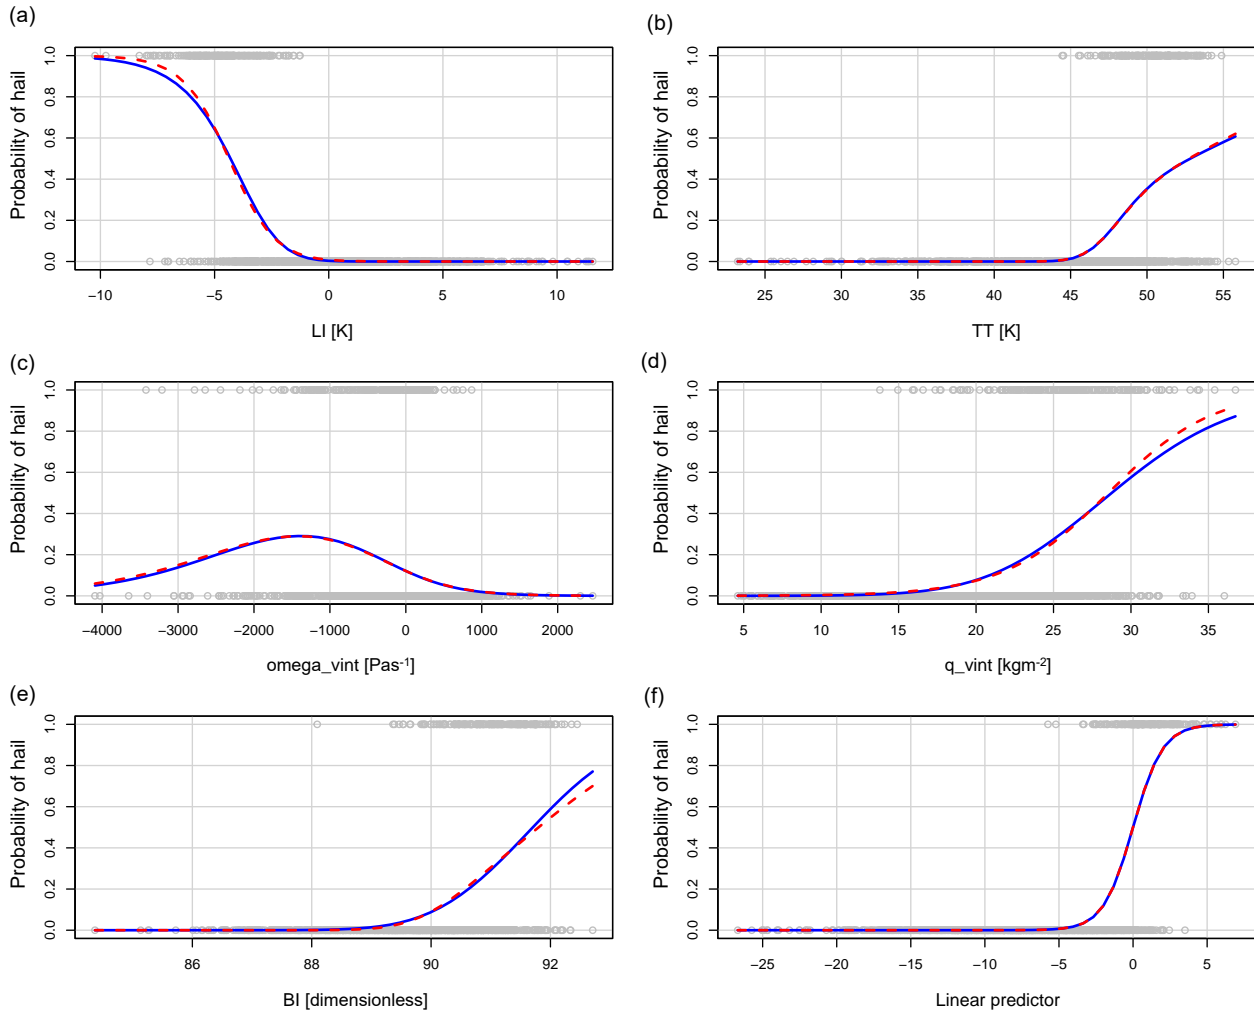 (a)
Probability of hail
0.0 0.2 0.4 0.6 0.8 1.0
−10 −5 0 5 10
LI [K]
(b)
Probability of hail
0.0 0.2 0.4 0.6 0.8 1.0
25 30 35 40 45 50 55
TT [K]
(c)
Probability of hail
0.0 0.2 0.4 0.6 0.8 1.0
−4000 −3000 −2000 −1000 0 1000 2000
omega_vint [Pas⁻¹]
(d)
Probability of hail
0.0 0.2 0.4 0.6 0.8 1.0
5 10 15 20 25 30 35
q_vint [kgm⁻²]
(e)
Probability of hail
0.0 0.2 0.4 0.6 0.8 1.0
86 88 90 92
BI [dimensionless]
(f)
Probability of hail
0.0 0.2 0.4 0.6 0.8 1.0
−25 −20 −15 −10 −5 0 5
Linear predictor